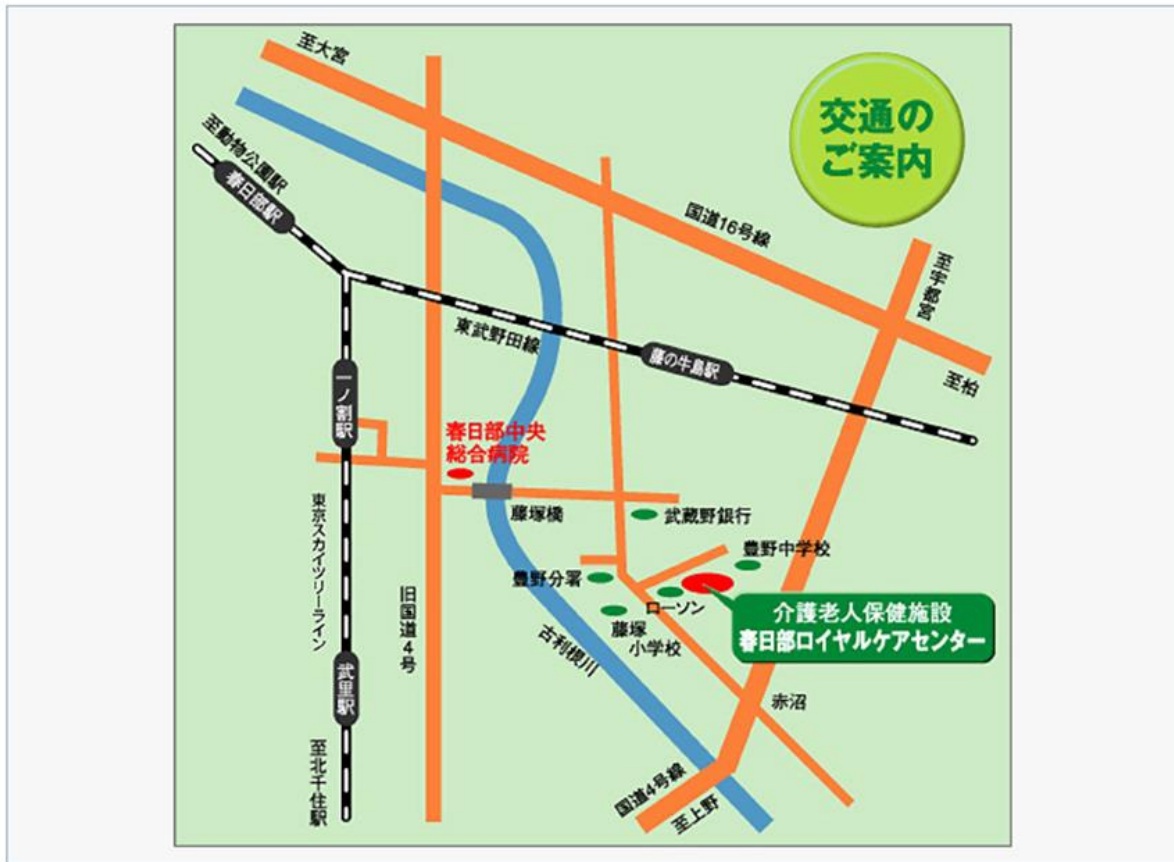 至大宮
交通の
ご案内
至動物公園駅
春日部駅
国道16号線
至宇都宮
東武野田線
藤の牛島駅
至柏
一ノ割駅
春日部中央
総合病院
東京スカイツリーライン
藤塚橋
武蔵野銀行
豊野中学校
豊野分署
旧国道4号
ローソン
介護老人保健施設
春日部ロイヤルケアセンター
藤塚
小学校
古利根川
武里駅
赤沼
至北千住駅
国道4号線
至上野